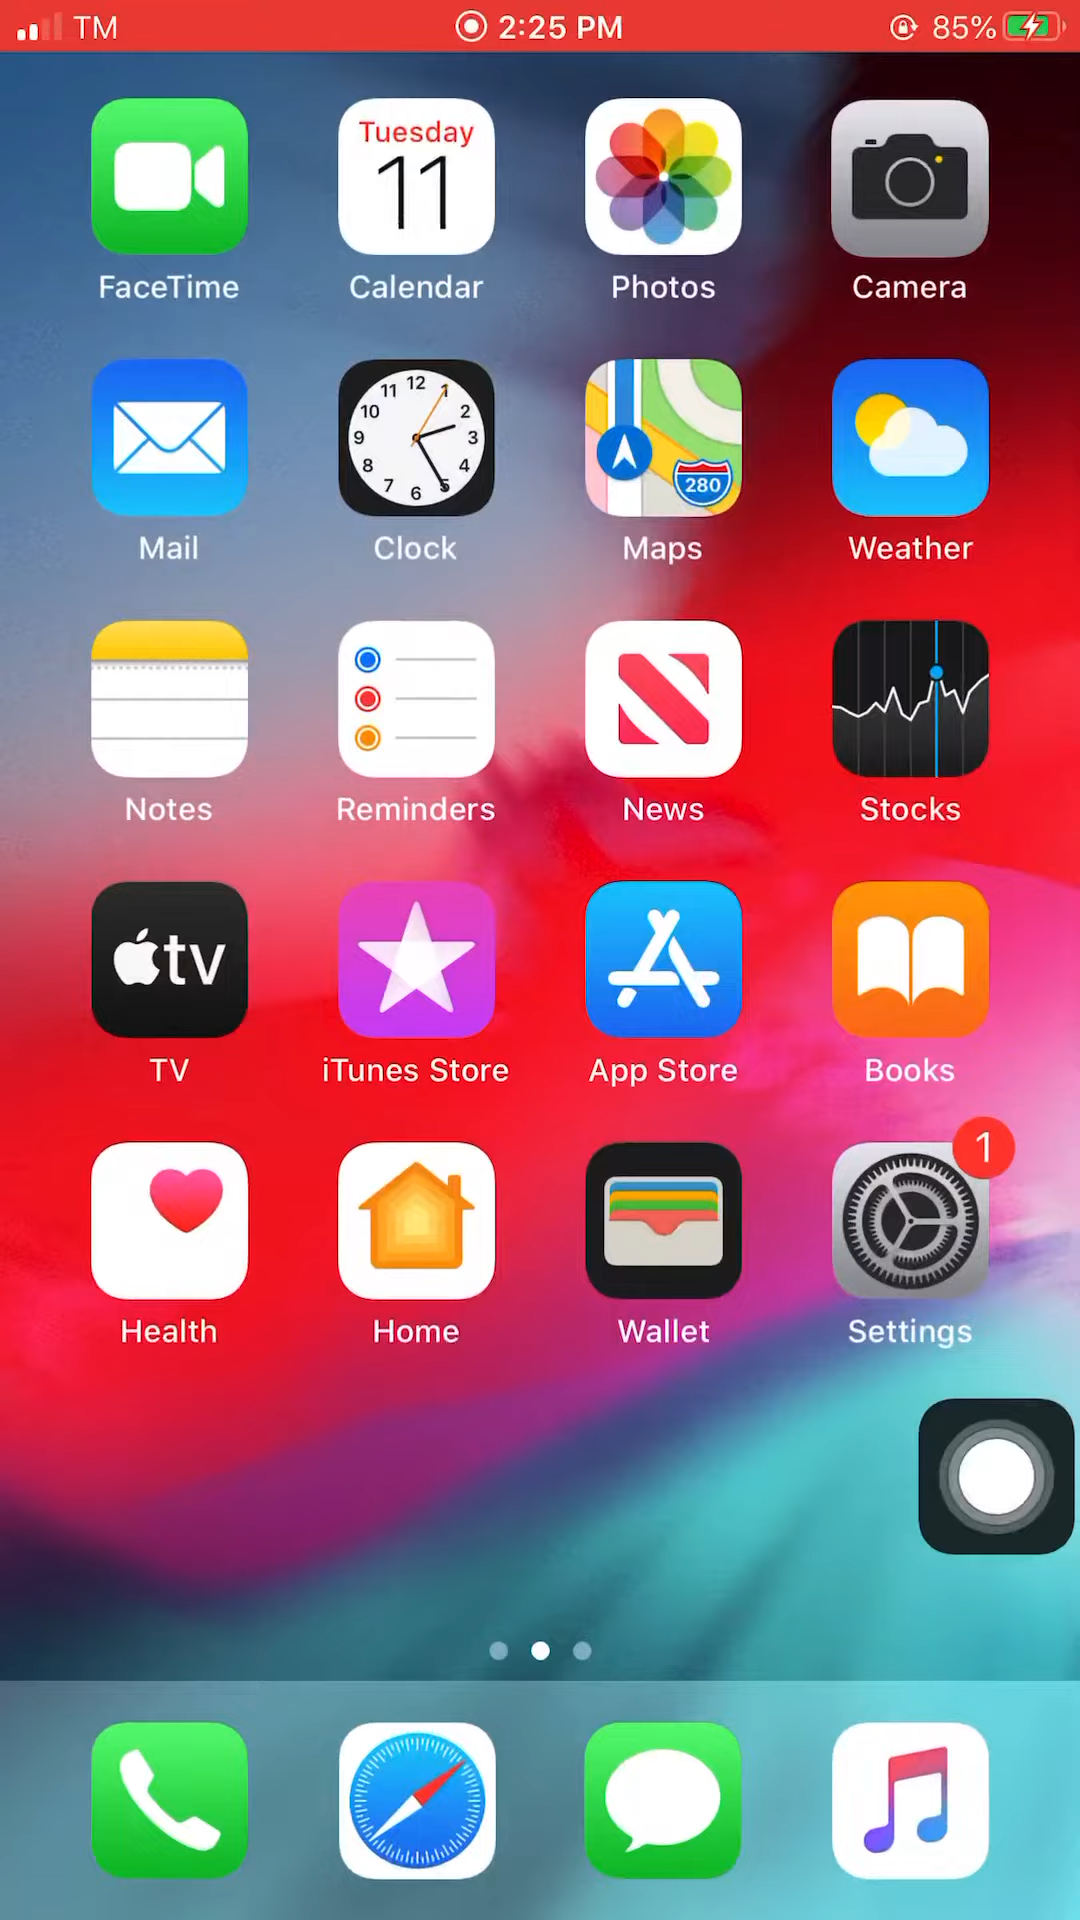 TM 2:25 PM 85%
Tuesday
11
FaceTime Calendar Photos Camera
12
11 1
10 2
9 3
8 4
7 5
6
280
Mail Clock Maps Weather
Notes Reminders News Stocks
tv
TV iTunes Store App Store Books
1
Health Home Wallet Settings